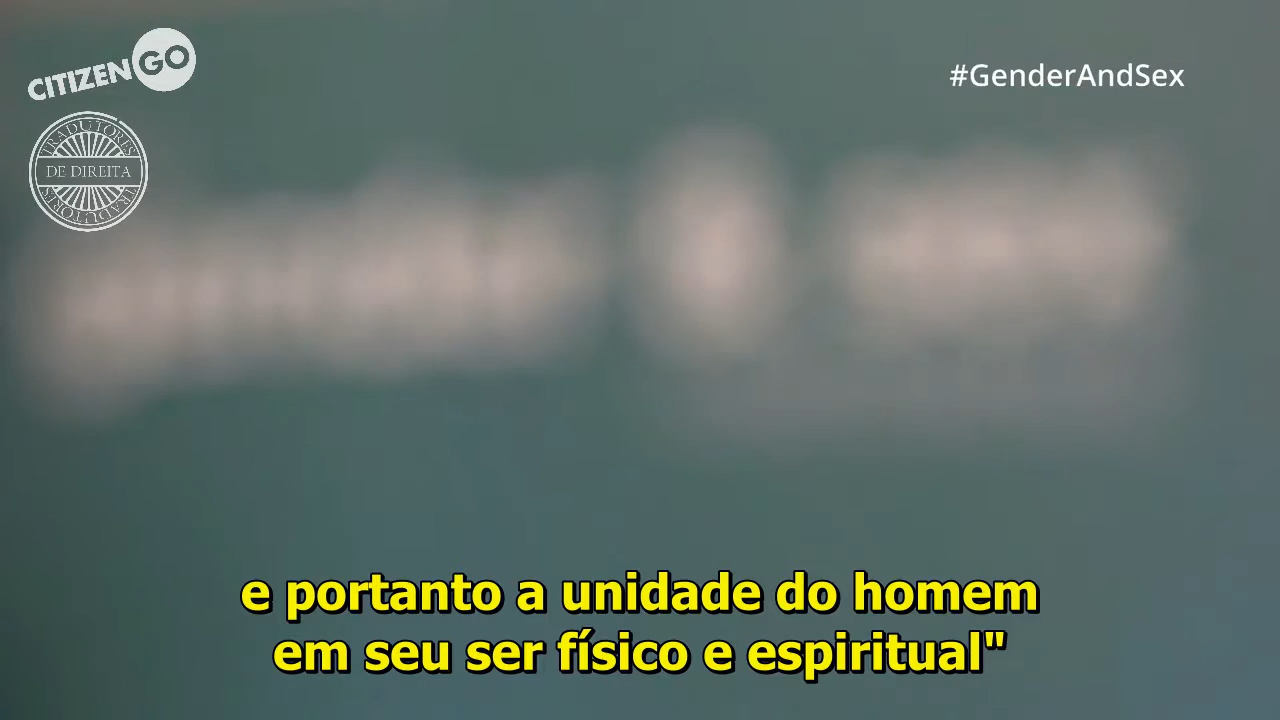 CITIZENGO
#GenderAndSex
TRADUTORES
DE DIREITA
TRADUTORES
e portanto a unidade do homem
em seu ser físico e espiritual"